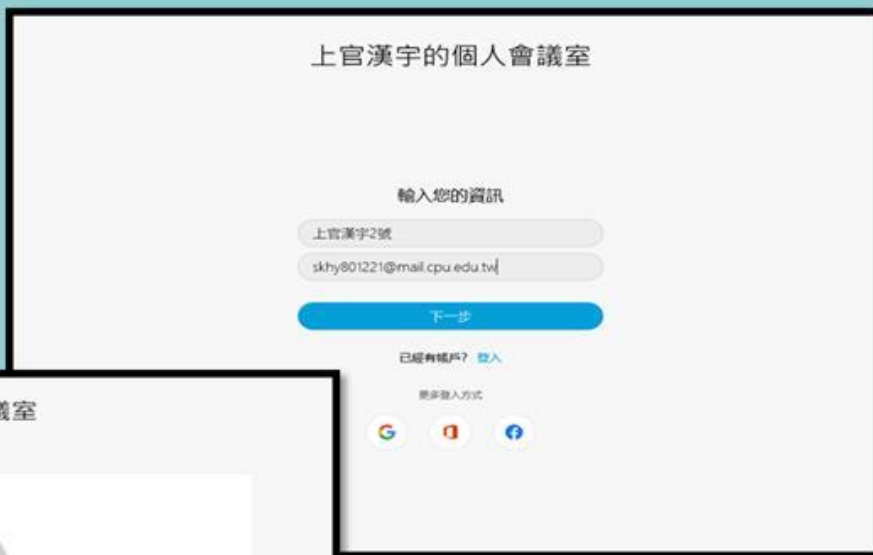 上官漢宇的個人會議室
輸入您的資訊
上官漢宇2號
skhy801221@mail.cpu.edu.tw
下一步
已經有帳戶? 登入
更多登入方式
議室